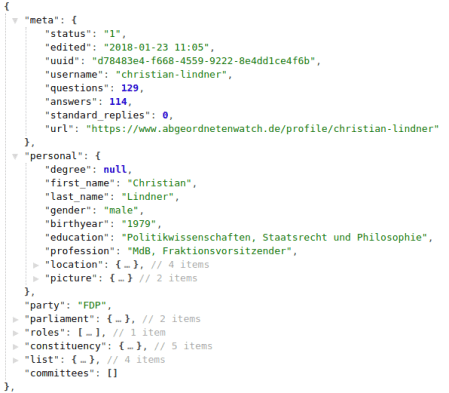 {
"meta": {
"status": "1",
"edited": "2018-01-23 11:05",
"uuid": "d78483e4-f668-4559-9222-8e4dd1ce4f6b",
"username": "christian-lindner",
"questions": 129,
"answers": 114,
"standard_replies": 0,
"url": "https://www.abgeordnetenwatch.de/profile/christian-lindner"
},
"personal": {
"degree": null,
"first_name": "Christian",
"last_name": "Lindner",
"gender": "male",
"birthyear": "1979",
"education": "Politikwissenschaften, Staatsrecht und Philosophie",
"profession": "MdB, Fraktionsvorsitzender",
"location": { … }, // 4 items
"picture": { … } // 2 items
},
"party": "FDP",
"parliament": { … }, // 2 items
"roles": [ … ], // 1 item
"constituency": { … }, // 5 items
"list": { … }, // 4 items
"committees": []
},